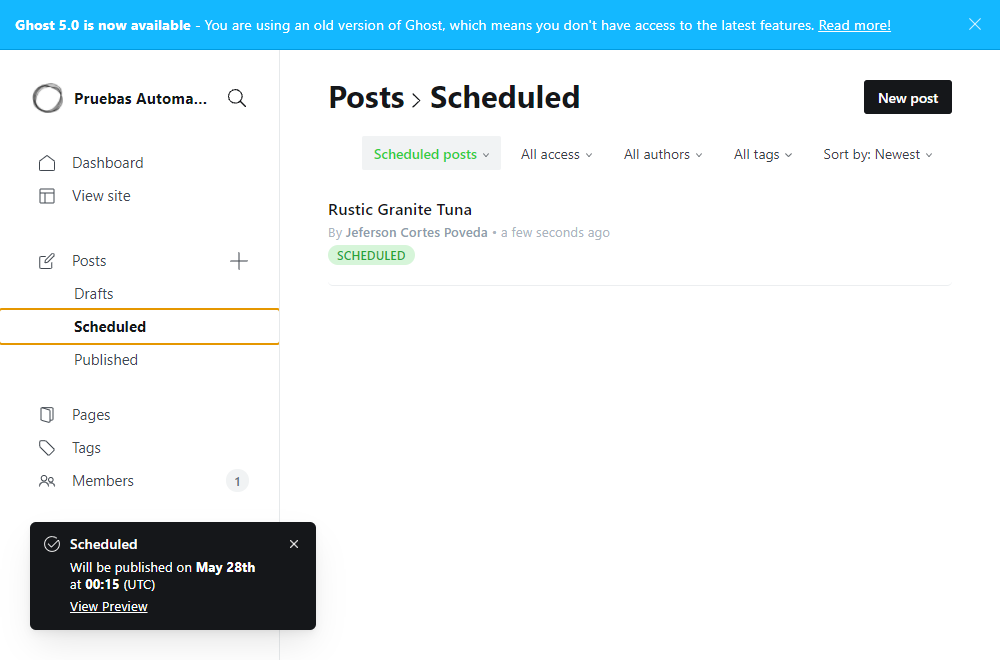 Ghost 5.0 is now available - You are using an old version of Ghost, which means you don't have access to the latest features. Read more!
Pruebas Automa...
Dashboard
View site
Posts
Drafts
Scheduled
Published
Pages
Tags
Members 1
Posts > Scheduled
New post
Scheduled posts All access All authors All tags Sort by: Newest
Rustic Granite Tuna
By Jeferson Cortes Poveda • a few seconds ago
SCHEDULED
Scheduled
Will be published on May 28th
at 00:15 (UTC)
View Preview